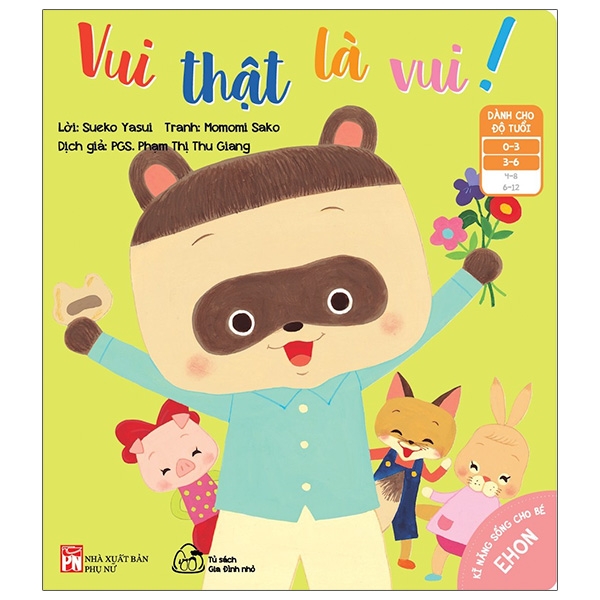 Vui thật là vui!
Lời: Sueko Yasui Tranh: Momomi Sako
Dịch giả: PGS. Phạm Thị Thu Giang
DÀNH CHO
ĐỘ TUỔI
0-3
3-6
4-8
6-12
KĨ NĂNG SỐNG CHO BÉ
EHON
PN
NHÀ XUẤT BẢN
PHỤ NỮ
Tủ sách
Gia Đình nhỏ